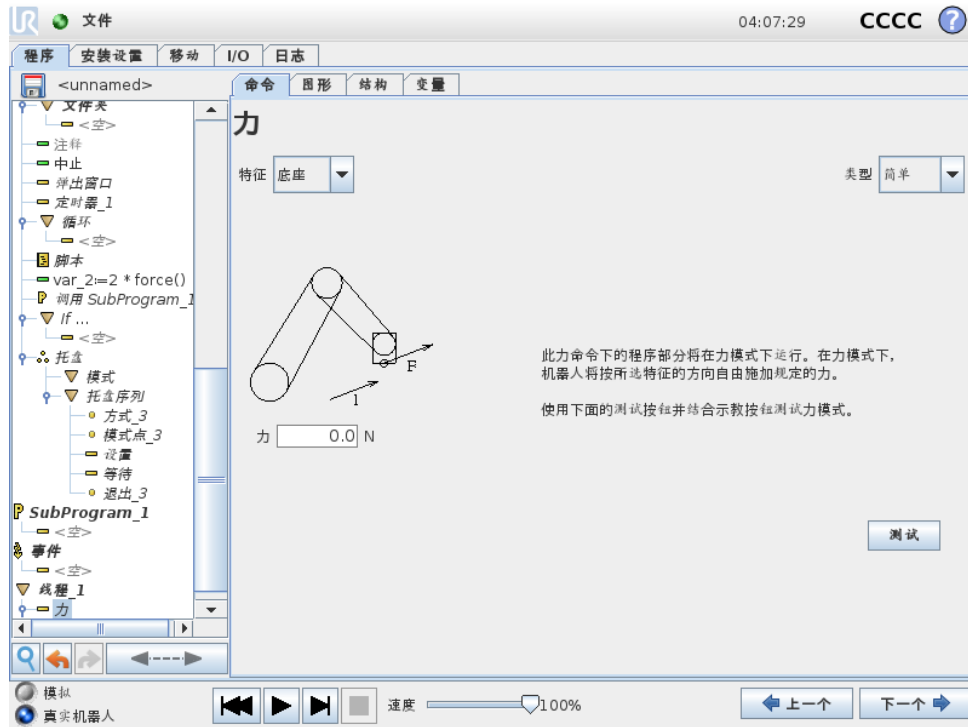 UR 文件 04:07:29 CCCC ?
程序 安装设置 移动 I/O 日志
<unnamed>
命令 图形 结构 变量
文件夹
<空>
注释
中止
弹出窗口
定时器_1
循环
<空>
脚本
var_2:=2 * force()
P 调用 SubProgram_1
If ...
<空>
托盘
模式
托盘序列
方式_3
模式点_3
设置
等待
退出_3
P SubProgram_1
<空>
事件
<空>
线程_1
力
力
特征 底座
类型 简单
F
1
力 0.0 N
此力命令下的程序部分将在力模式下运行。在力模式下,
机器人将按所选特征的方向自由施加规定的力。
使用下面的测试按钮并结合示教按钮测试力模式。
测试
模拟
真实机器人
速度 100%
上一个 下一个